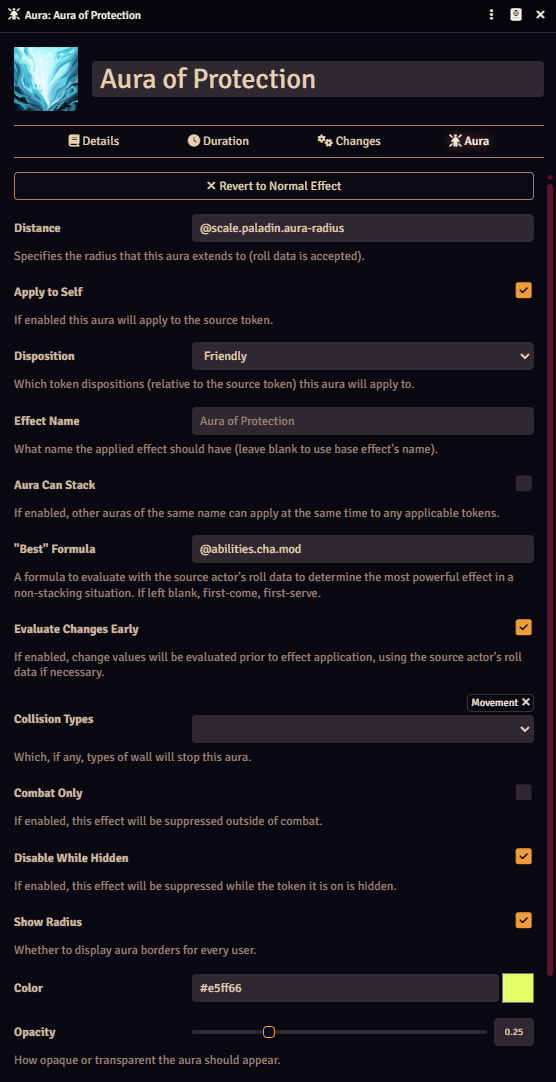 Aura: Aura of Protection
Aura of Protection
Details Duration Changes Aura
Revert to Normal Effect
Distance @scale.paladin.aura-radius
Specifies the radius that this aura extends to (roll data is accepted).
Apply to Self
If enabled this aura will apply to the source token.
Disposition Friendly
Which token dispositions (relative to the source token) this aura will apply to.
Effect Name Aura of Protection
What name the applied effect should have (leave blank to use base effect's name).
Aura Can Stack
If enabled, other auras of the same name can apply at the same time to any applicable tokens.
"Best" Formula @abilities.cha.mod
A formula to evaluate with the source actor's roll data to determine the most powerful effect in a
non-stacking situation. If left blank, first-come, first-serve.
Evaluate Changes Early
If enabled, change values will be evaluated prior to effect application, using the source actor's roll
data if necessary.
Movement
Collision Types
Which, if any, types of wall will stop this aura.
Combat Only
If enabled, this effect will be suppressed outside of combat.
Disable While Hidden
If enabled, this effect will be suppressed while the token it is on is hidden.
Show Radius
Whether to display aura borders for every user.
Color #e5ff66
Opacity 0.25
How opaque or transparent the aura should appear.